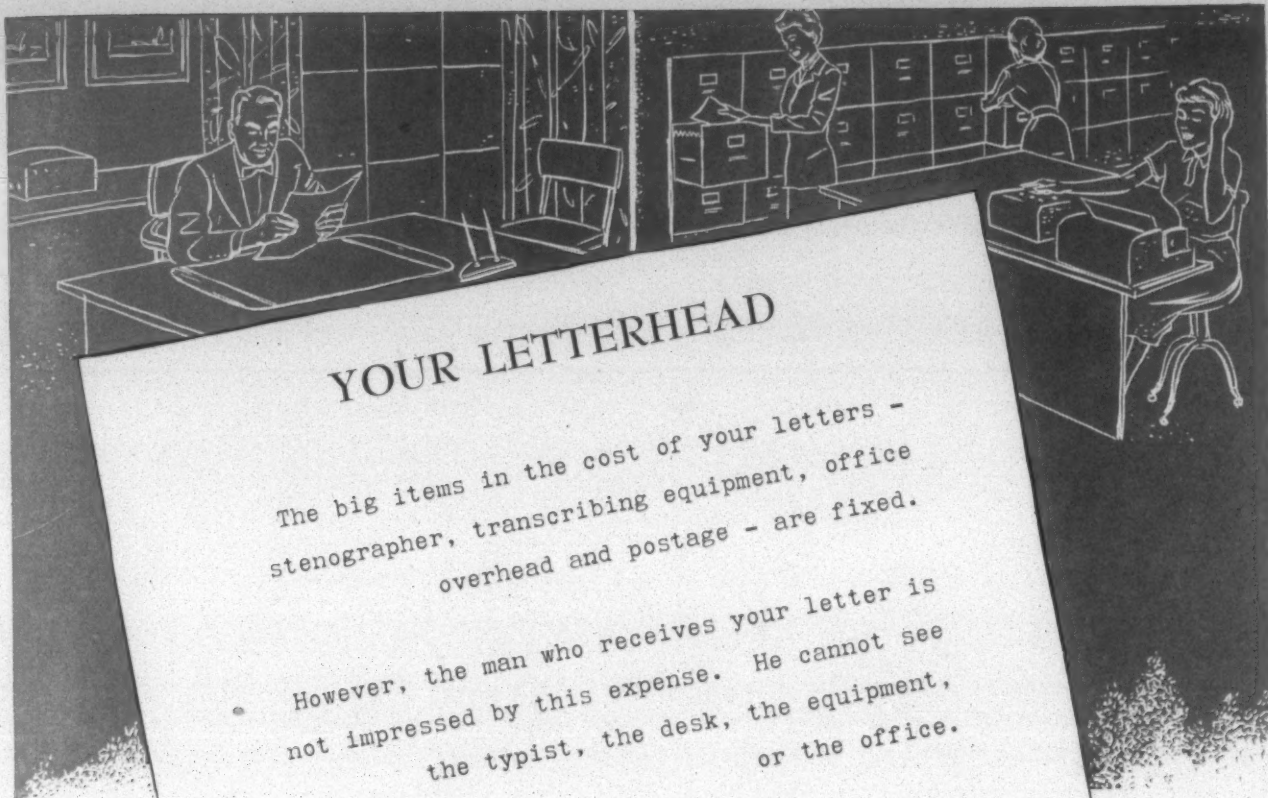 YOUR LETTERHEAD
The big items in the cost of your letters -
stenographer, transcribing equipment, office
overhead and postage - are fixed.
However, the man who receives your letter is
not impressed by this expense. He cannot see
the typist, the desk, the equipment,
or the office.